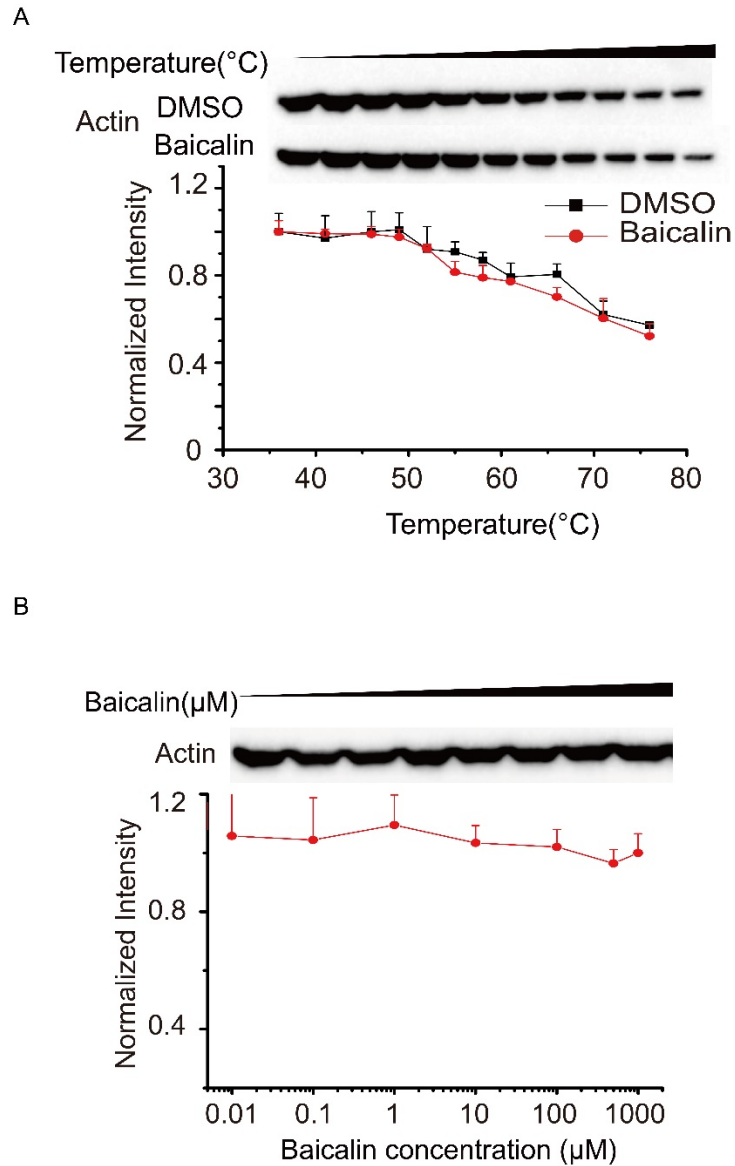 A
Temperature(°C)
DMSO
Actin
Baicalin
1.2
DMSO
Baicalin
0.8
0.4
0
Normalized Intensity
30 40 50 60 70 80
Temperature(°C)
B
Baicalin(μM)
Actin
1.2
0.8
0.4
Normalized Intensity
0.01 0.1 1 10 100 1000
Baicalin concentration (μM)